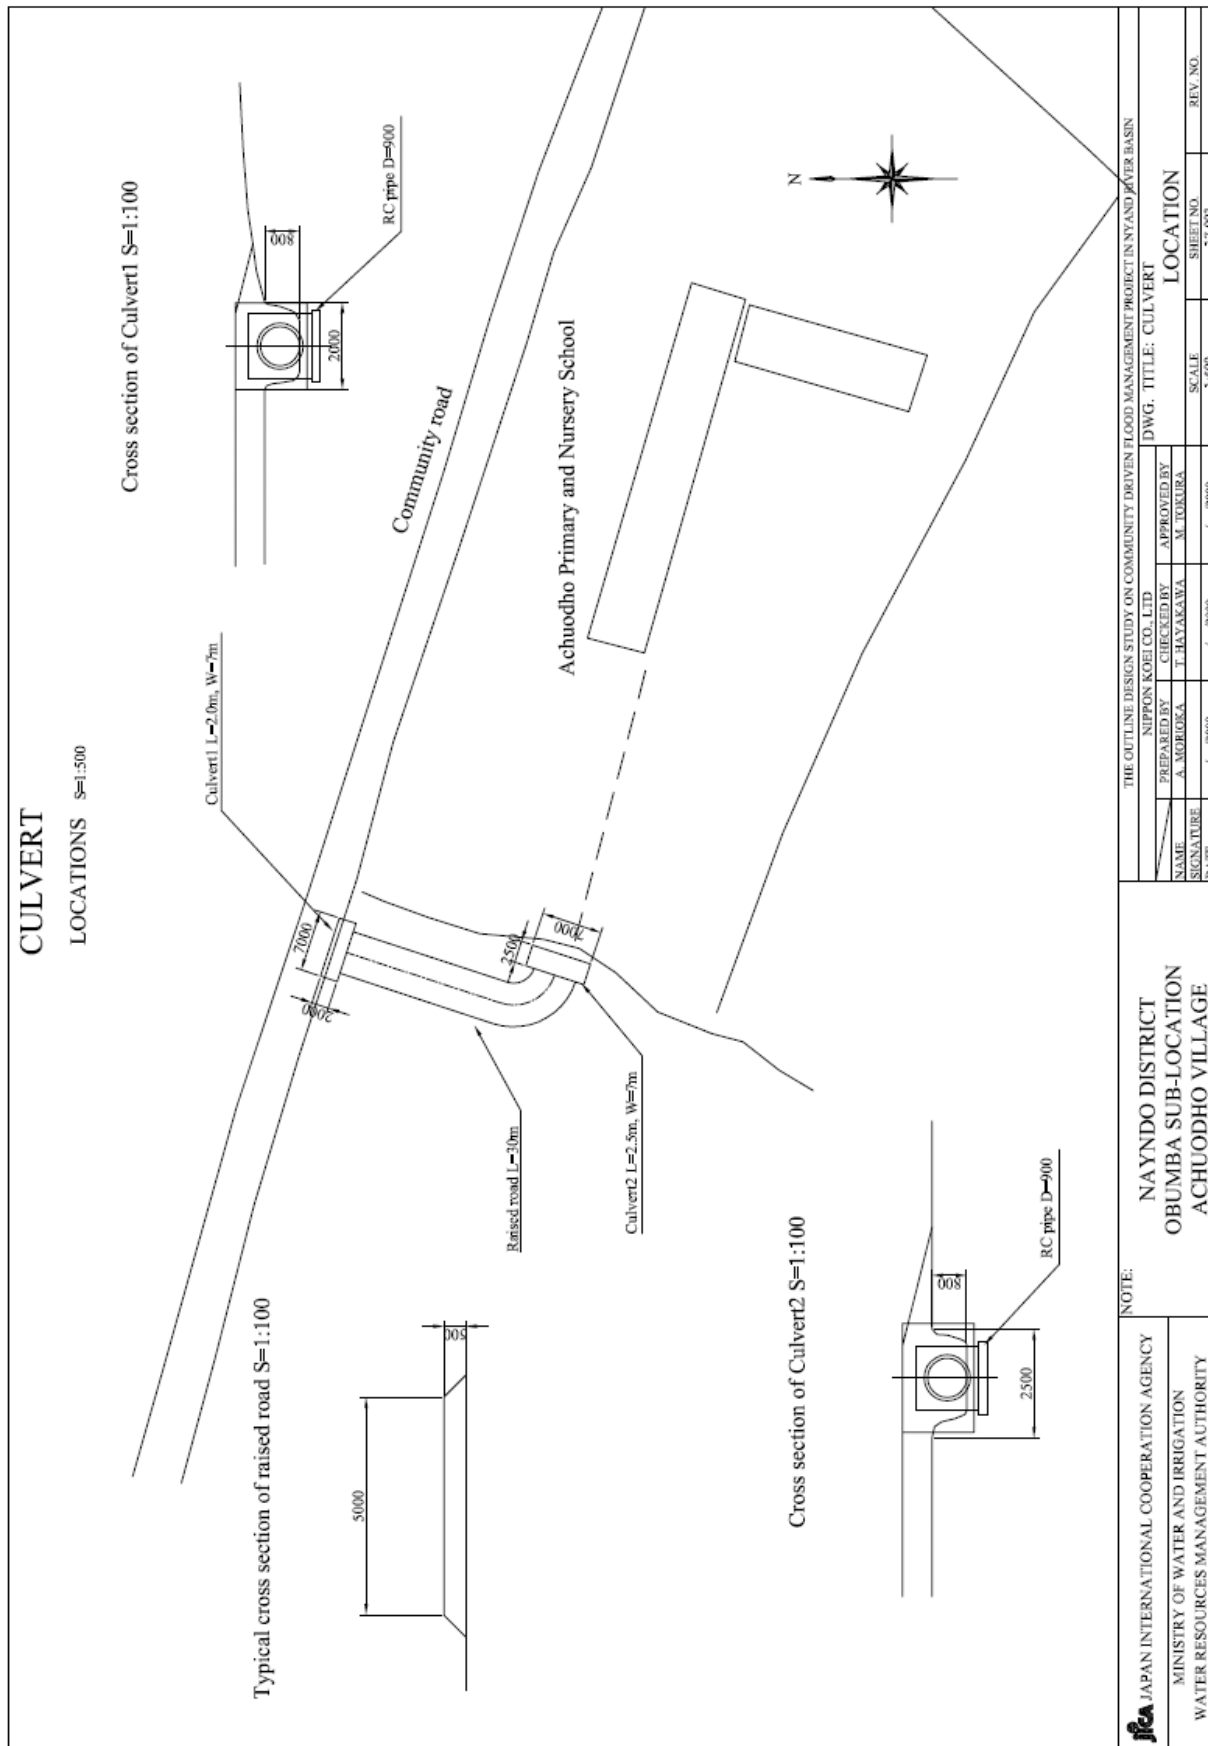 CULVERT
LOCATIONS S=1:500
Cross section of Culvert1 S=1:100
800
2000
RC pipe D=900
Culvert1 L=2.0m, W=7m
Community road
7000
2000
N
Achuodho Primary and Nursery School
2500
7000
Raised road L=30m
Culvert2 L=2.5m, W=7m
Typical cross section of raised road S=1:100
5000
500
Cross section of Culvert2 S=1:100
800
2500
RC pipe D=900
jica JAPAN INTERNATIONAL COOPERATION AGENCY
MINISTRY OF WATER AND IRRIGATION
WATER RESOURCES MANAGEMENT AUTHORITY
NOTE:
NAYNDO DISTRICT
OBUMBA SUB-LOCATION
ACHUODHO VILLAGE
THE OUTLINE DESIGN STUDY ON COMMUNITY DRIVEN FLOOD MANAGEMENT PROJECT IN NYAND RIVER BASIN
NIPPON KOEI CO., LTD
PREPARED BY CHECKED BY APPROVED BY
NAME A. MORIOKA T. HAYAKAWA M. TOKURA
SIGNATURE
DWG. TITLE: CULVERT
LOCATION
SCALE SHEET NO. REV. NO.